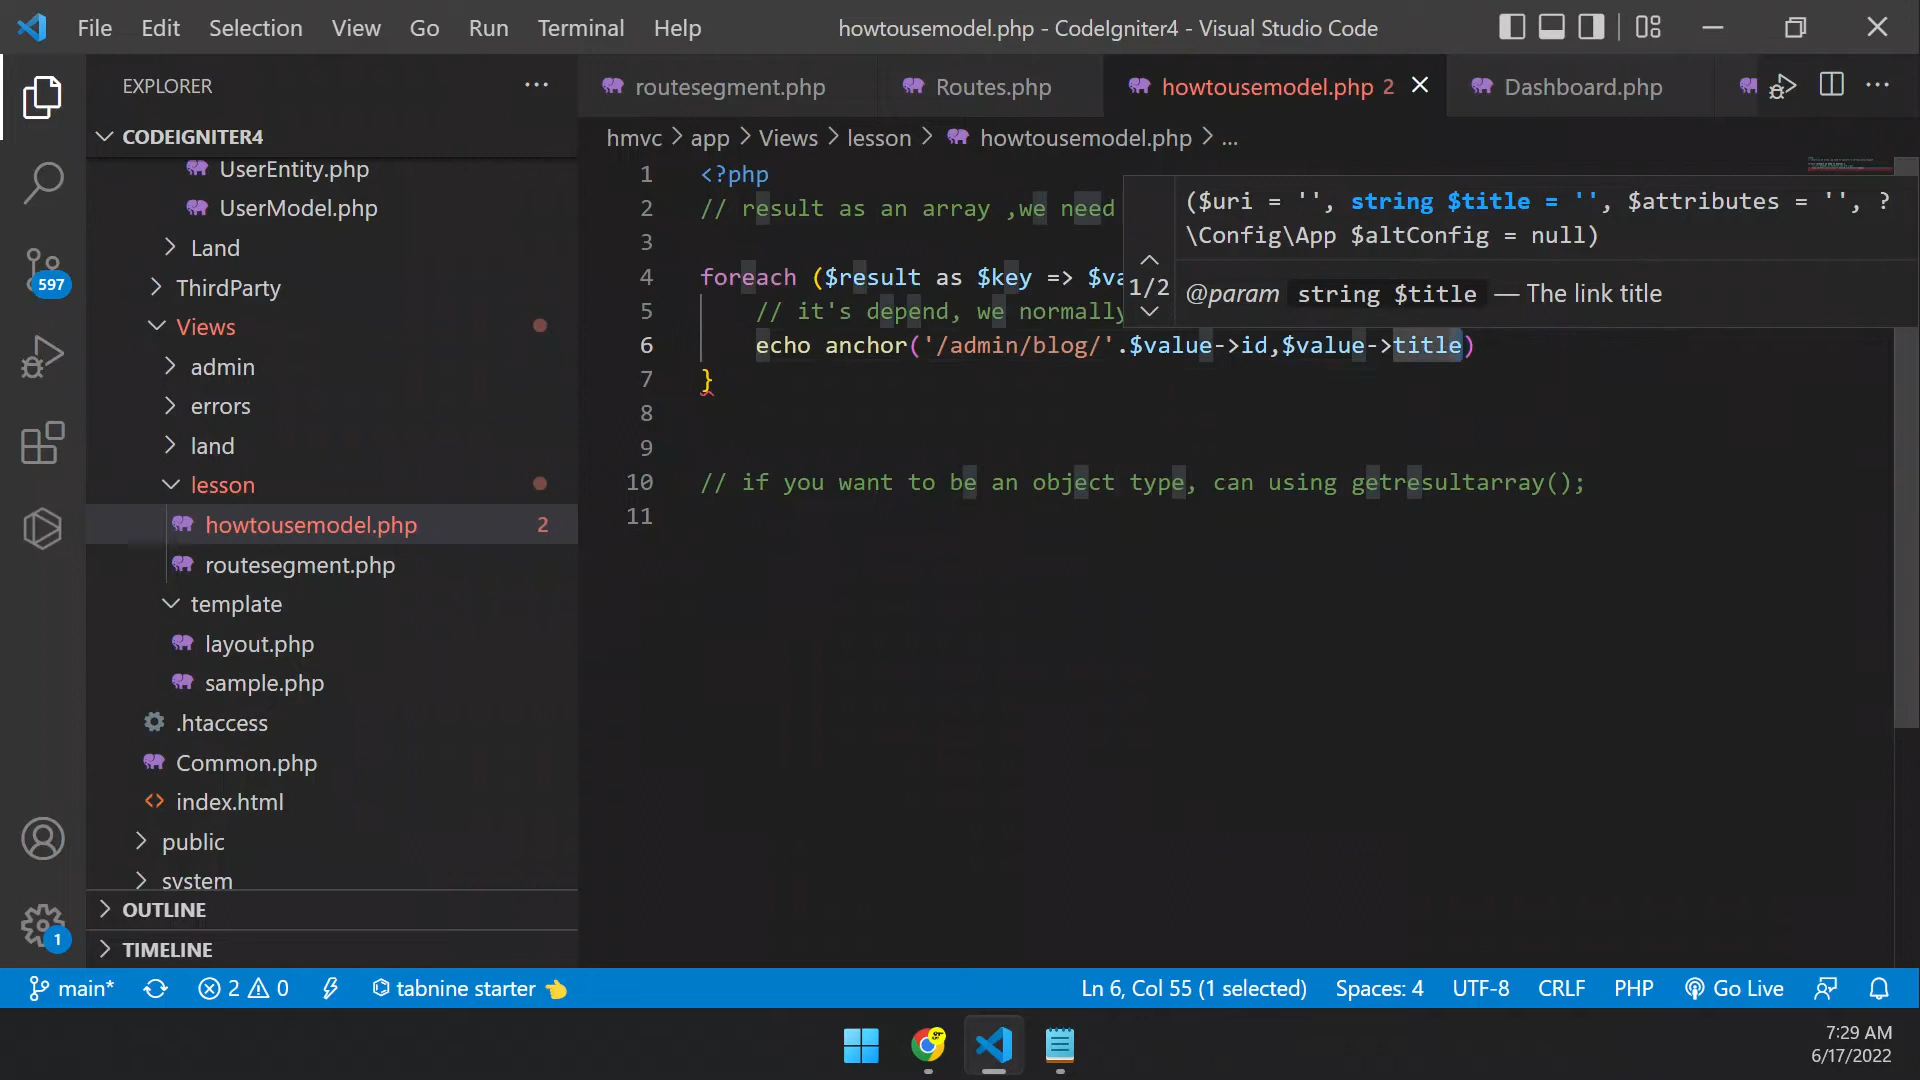 File Edit Selection View Go Run Terminal Help howtousemodel.php - CodeIgniter4 - Visual Studio Code
EXPLORER
routesegment.php Routes.php howtousemodel.php 2 Dashboard.php
CODEIGNITER4
hmvc > app > Views > lesson > howtousemodel.php > ...
UserEntity.php
UserModel.php
Land
ThirdParty
Views
admin
errors
land
lesson
howtousemodel.php 2
routesegment.php
template
layout.php
sample.php
.htaccess
Common.php
index.html
public
system
OUTLINE
TIMELINE
597
1
1 <?php
2 // result as an array ,we need
3
4 foreach ($result as $key => $va
5 // it's depend, we normally
6 echo anchor('/admin/blog/'.$value->id,$value->title)
7 }
8
9
10 // if you want to be an object type, can using getresultarray();
11
($uri = '', string $title = '', $attributes = '', ?
\Config\App $altConfig = null)
1/2
@param string $title — The link title
main* 2 0 tabnine starter Ln 6, Col 55 (1 selected) Spaces: 4 UTF-8 CRLF PHP Go Live
7:29 AM
6/17/2022